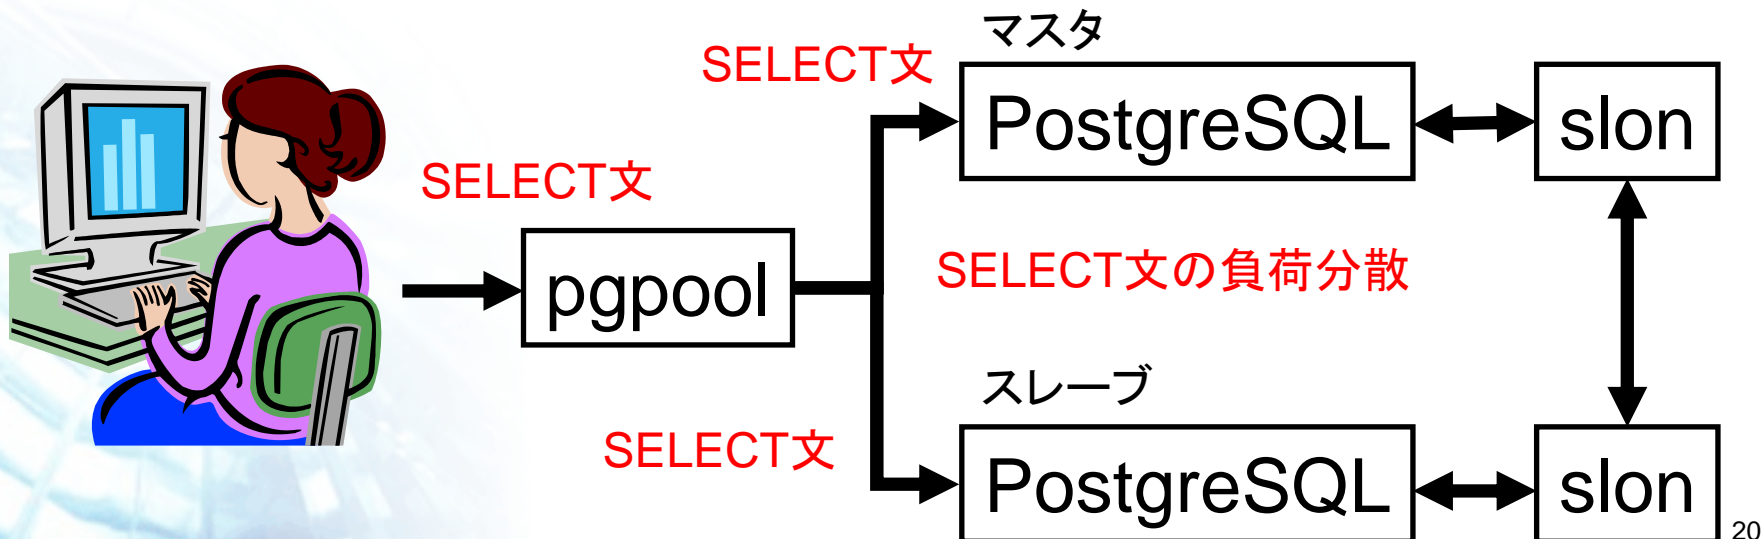 マスタ
SELECT文
PostgreSQL
slon
SELECT文
pgpool
SELECT文の負荷分散
スレーブ
SELECT文
PostgreSQL
slon
20